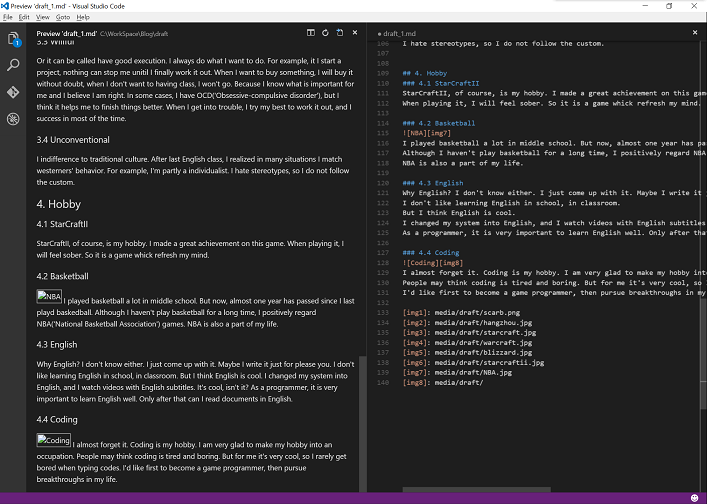 Preview 'draft_1.md' - Visual Studio Code
File Edit View Goto Help
Preview 'draft_1.md' C:\WorkSpace\Blog\draft
1
3.3 Willful
Or it can be called have good execution. I always do what I want to do. For example, it I start a
project, nothing can stop me unitill I finally work it out. When I want to buy something, I will buy it
without doubt, when I don't want to having class, I won't go. Because I know what is important for
me and I believe I am right. In some cases, I have OCD('Obsessive-compulsive disorder'), but I
think it helps me to finish things better. When I get into trouble, I try my best to work it out, and I
success in most of the time.
3.4 Unconventional
I indifference to traditional culture. After last English class, I realized in many situations I match
westerners' behavior. For example, I'm partly a individualist. I hate stereotypes, so I do not follow
the custom.
4. Hobby
4.1 StarCraftII
StarCraftII, of course, is my hobby. I made a great achievement on this game. When playing it, I
will feel sober. So it is a game whick refresh my mind.
4.2 Basketball
NBA I played basketball a lot in middle school. But now, almost one year has passed since I last
played baskedball. Although I haven't play basketball for a long time, I positively regard
NBA('National Basketball Association') games. NBA is also a part of my life.
4.3 English
Why English? I don't know either. I just come up with it. Maybe I write it just for please you. I don't
like learning English in school, in classroom. But I think English is cool. I changed my system into
English, and I watch videos with English subtitles. It's cool, isn't it? As a programmer, it is very
important to learn English well. Only after that can I read documents in English.
4.4 Coding
Coding I almost forget it. Coding is my hobby. I am very glad to make my hobby into an
occupation. People may think coding is tired and boring. But for me it's very cool, so I rarely get
bored when typing codes. I'd like first to become a game programmer, then pursue
breakthroughs in my life.
draft_1.md
106 I hate stereotypes, so I do not follow the custom.
107
108
109 ## 4. Hobby
110 ### 4.1 StarCraftII
111 StarCraftII, of course, is my hobby. I made a great achievement on this gam
112 When playing it, I will feel sober. So it is a game whick refresh my mind.
113
114 ### 4.2 Basketball
115 ![NBA][img7]
116 I played basketball a lot in middle school. But now, almost one year has pa
117 Although I haven't play basketball for a long time, I positively regard NBA
118 NBA is also a part of my life.
119
120 ### 4.3 English
121 Why English? I don't know either. I just come up with it. Maybe I write it
122 I don't like learning English in school, in classroom.
123 But I think English is cool.
124 I changed my system into English, and I watch videos with English subtitles
125 As a programmer, it is very important to learn English well. Only after tha
126
127 ### 4.4 Coding
128 ![Coding][img8]
129 I almost forget it. Coding is my hobby. I am very glad to make my hobby int
130 People may think coding is tired and boring. But for me it's very cool, so
131 I'd like first to become a game programmer, then pursue breakthroughs in my
132
133 [img1]: media/draft/scarb.png
134 [img2]: media/draft/hangzhou.jpg
135 [img3]: media/draft/starcraft.jpg
136 [img4]: media/draft/warcraft.jpg
137 [img5]: media/draft/blizzard.jpg
138 [img6]: media/draft/starcraftii.jpg
139 [img7]: media/draft/NBA.jpg
140 [img8]: media/draft/